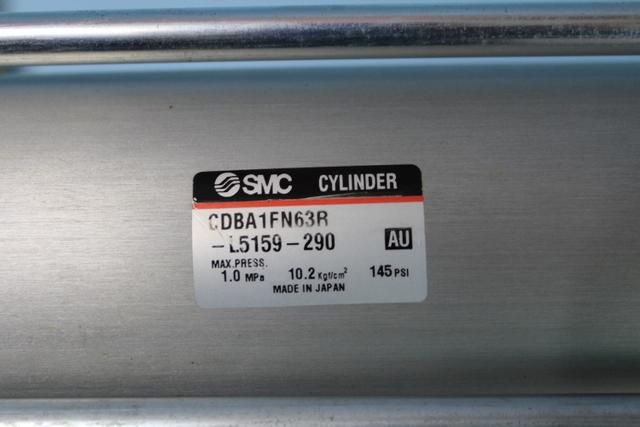 SMC CYLINDER
CDBA1FN63R
-L5159-290 AU
MAX.PRESS.
1.0 MPa 10.2 Kgf/cm² 145 PSI
MADE IN JAPAN